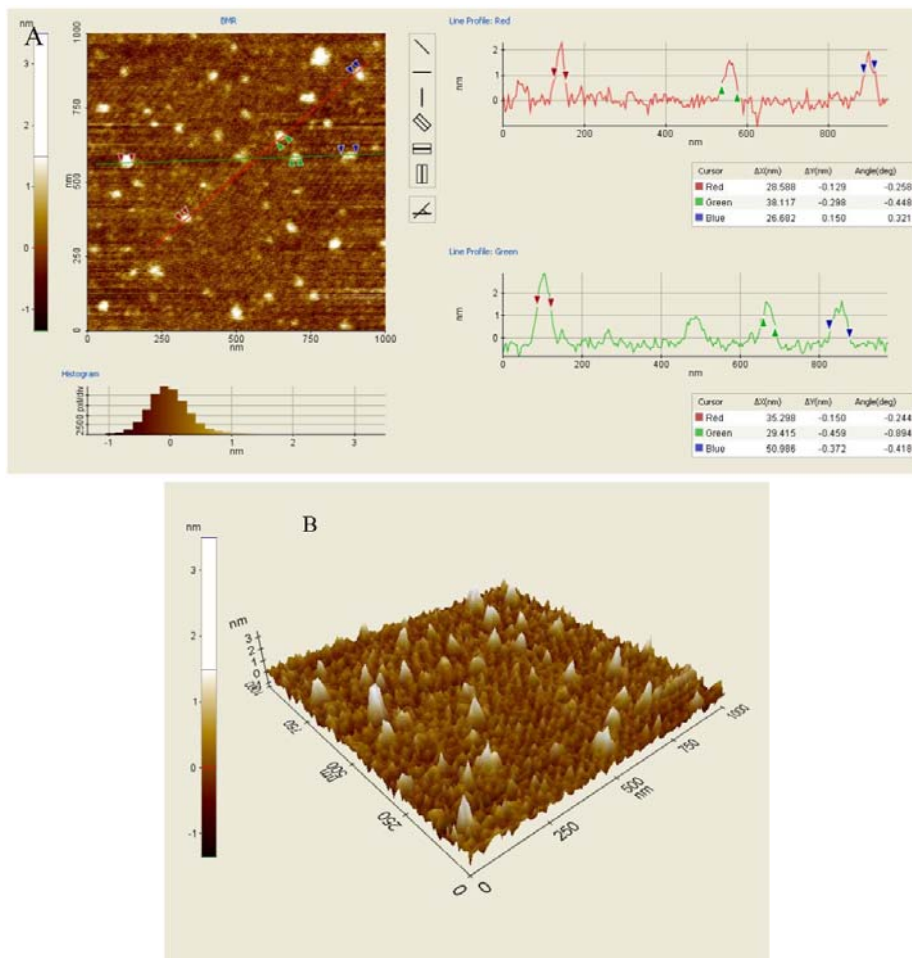 nm
BMR
A
3
2
1
0
-1
1000
750
nm
500
250
0
250
500
750
1000
nm
Histogram
2500 pxl/div
-1
0
1
2
3
nm
Line Profile: Red
nm
2
1
0
0
200
400
600
800
nm
Cursor ΔX(nm) ΔY(nm) Angle(deg)
Red 28.588 -0.129 -0.258
Green 38.117 -0.298 -0.448
Blue 26.682 0.150 0.321
Line Profile: Green
nm
2
1
0
0
200
400
600
800
nm
Cursor ΔX(nm) ΔY(nm) Angle(deg)
Red 35.298 -0.150 -0.244
Green 29.415 -0.459 -0.894
Blue 50.986 -0.372 -0.418
B
nm
3
2
1
0
-1
nm
3
2
1
0
-1
750
500
nm
250
0
0
250
500
nm
750
1000